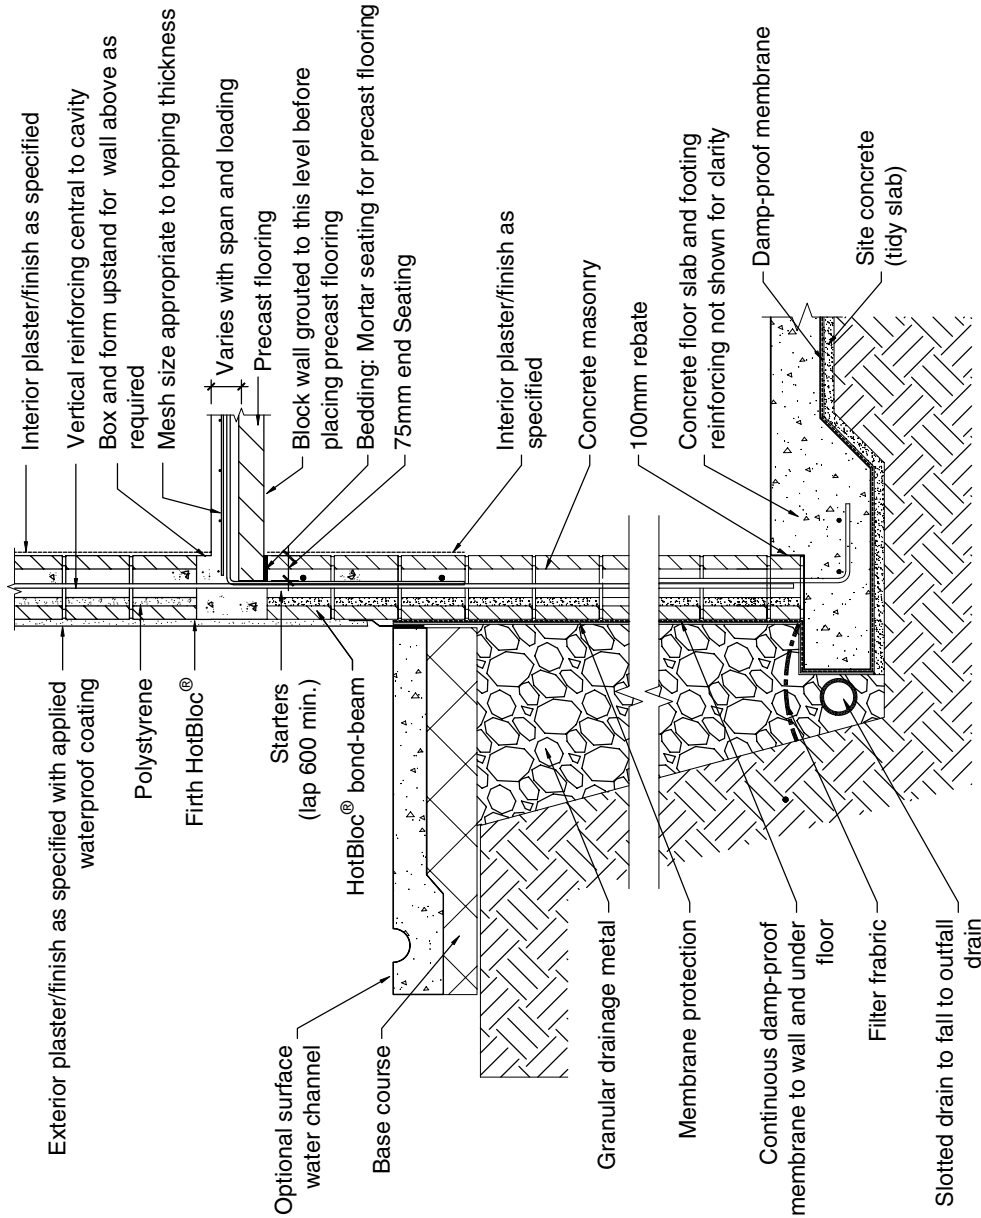 Interior plaster/finish as specified
Vertical reinforcing central to cavity
Box and form upstand for wall above as
required
Mesh size appropriate to topping thickness
Varies with span and loading
Precast flooring
Block wall grouted to this level before
placing precast flooring
Bedding: Mortar seating for precast flooring
75mm end Seating
Interior plaster/finish as
specified
Concrete masonry
100mm rebate
Concrete floor slab and footing
reinforcing not shown for clarity
Damp-proof membrane
Site concrete
(tidy slab)
Exterior plaster/finish as specified with applied
waterproof coating
Polystyrene
Firth HotBloc®
Starters
(lap 600 min.)
HotBloc® bond-beam
Optional surface
water channel
Base course
Granular drainage metal
Membrane protection
Continuous damp-proof
membrane to wall and under
floor
Filter frabric
Slotted drain to fall to outfall
drain